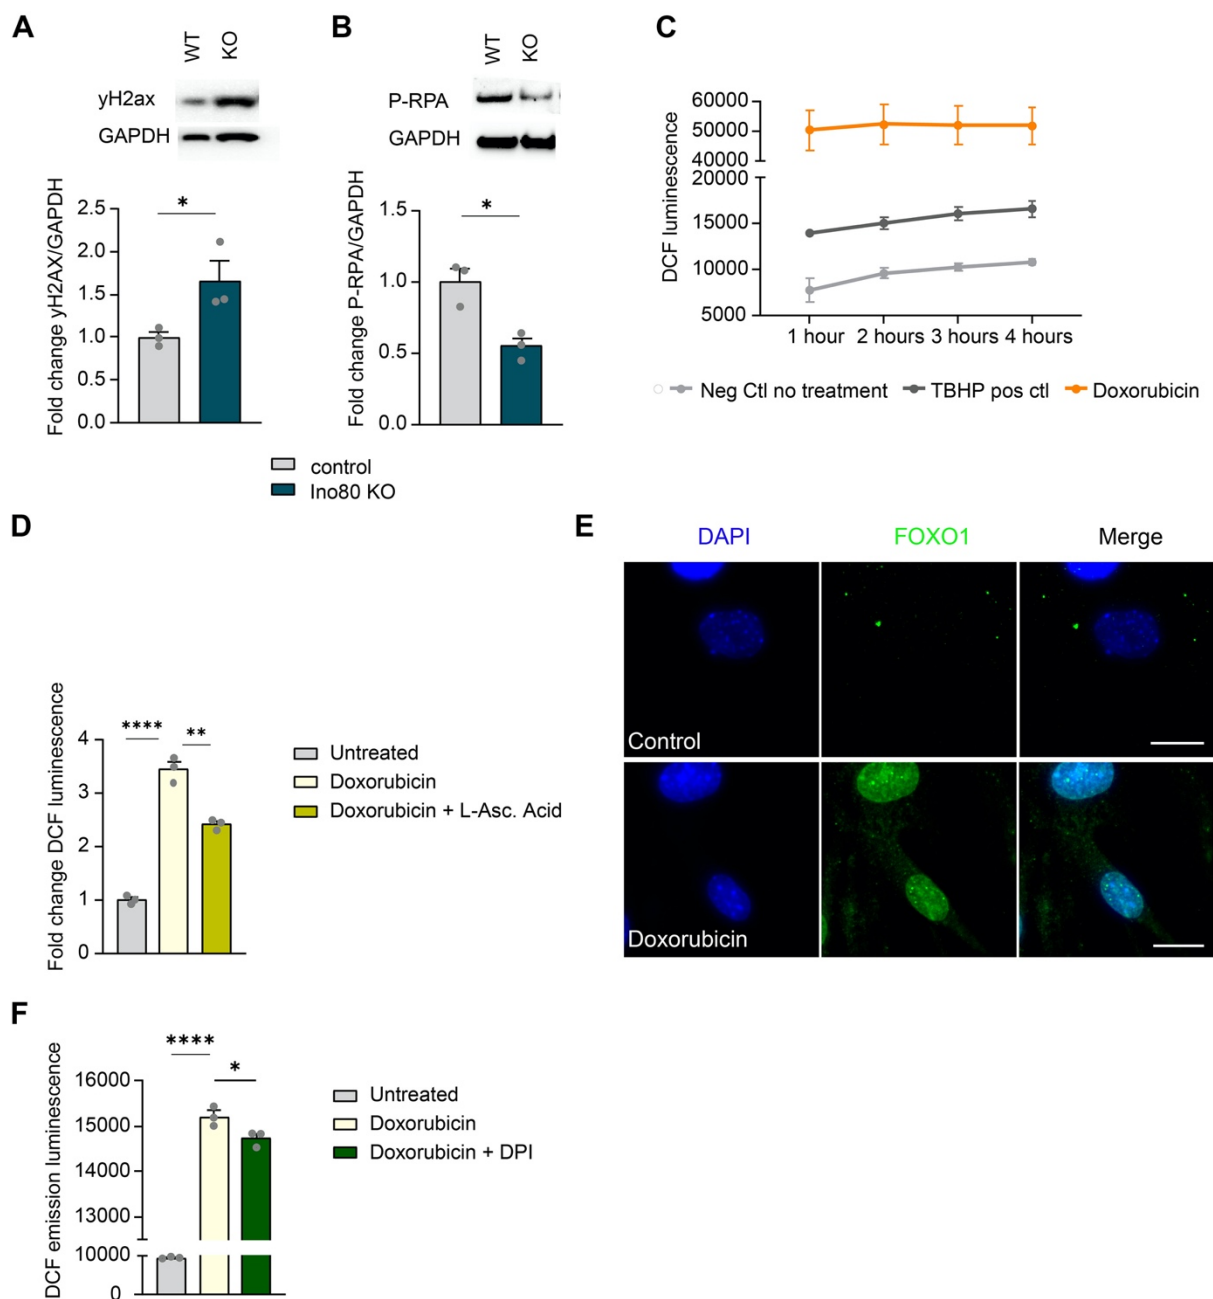 A
WT KO
yH2ax
GAPDH
Fold change yH2AX/GAPDH
2.5
2.0
1.5
1.0
0.5
0.0
*
B
WT KO
P-RPA
GAPDH
Fold change P-RPA/GAPDH
1.5
1.0
0.5
0.0
*
control
Ino80 KO
C
DCF luminescence
60000
50000
40000
20000
15000
10000
5000
1 hour 2 hours 3 hours 4 hours
Neg Ctl no treatment TBHP pos ctl Doxorubicin
D
Fold change DCF luminescence
4
3
2
1
0
**** **
Untreated
Doxorubicin
Doxorubicin + L-Asc. Acid
E
DAPI FOXO1 Merge
Control
Doxorubicin
F
DCF emission luminescence
16000
15000
14000
13000
10000
0
****
*
Untreated
Doxorubicin
Doxorubicin + DPI